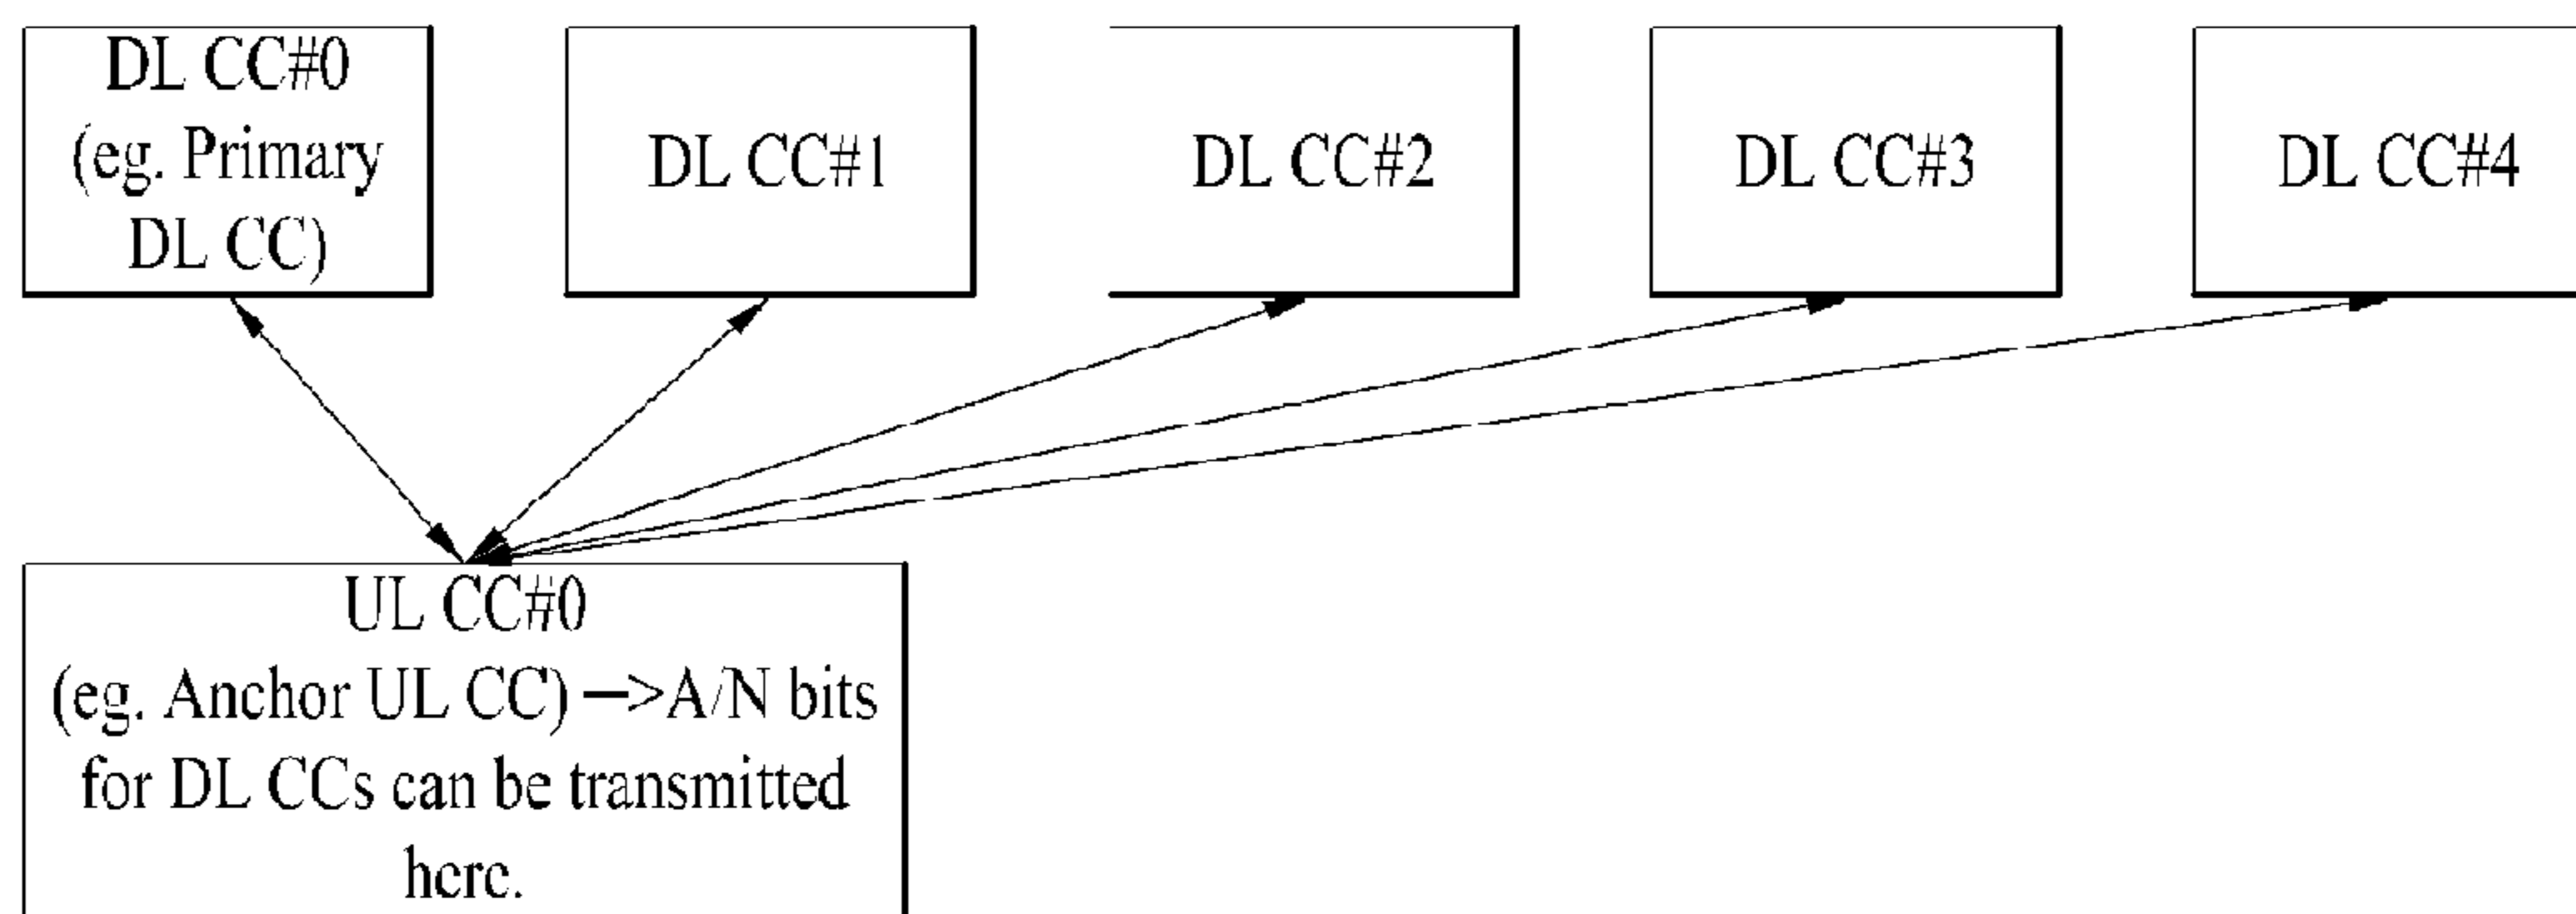 DL CC#0
(eg. Primary
DL CC)
DL CC#1
DL CC#2
DL CC#3
DL CC#4
UL CC#0
(eg. Anchor UL CC) —>A/N bits
for DL CCs can be transmitted
here.